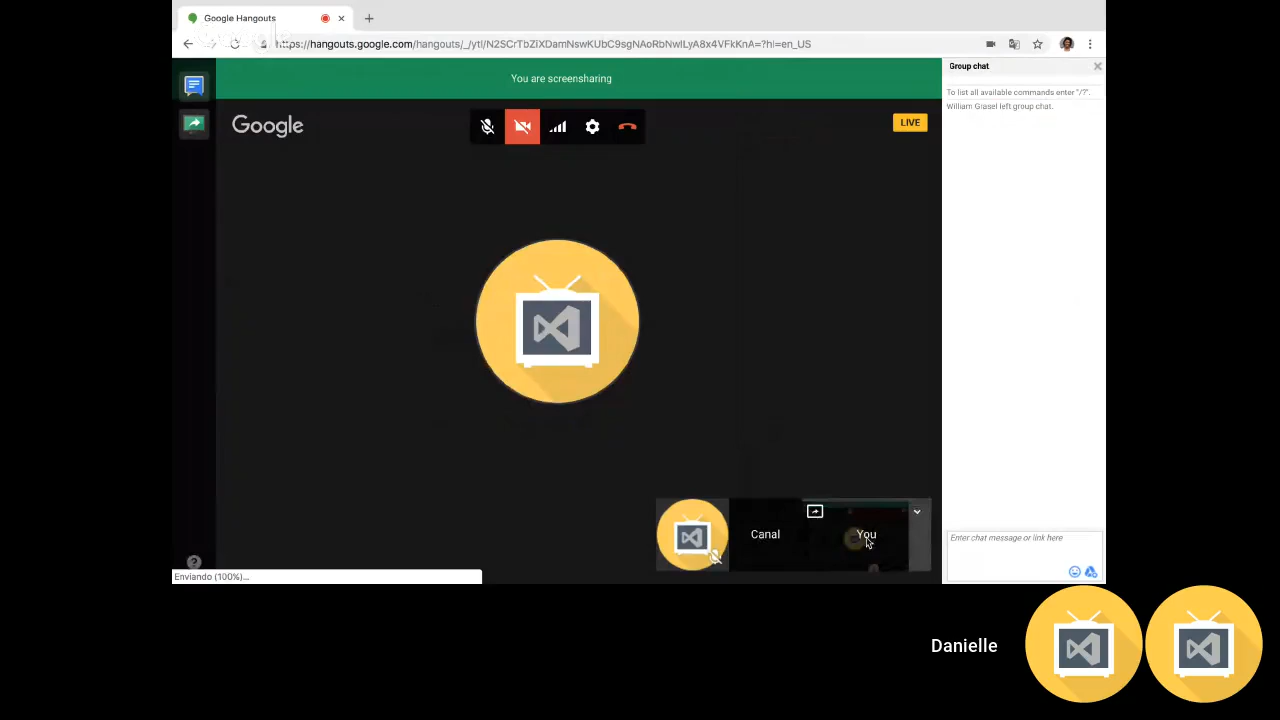 Google Hangouts
https://hangouts.google.com/hangouts/_/ytl/N2SCrTbZiXDamNswKUbC9sgNAoRbNwILyA8x4VFkKnA=?hl=en_US
You are screensharing
Group chat
To list all available commands enter "/?".
William Grasel left group chat.
Google
LIVE
Canal
You
Enter chat message or link here
Enviando (100%)...
Danielle